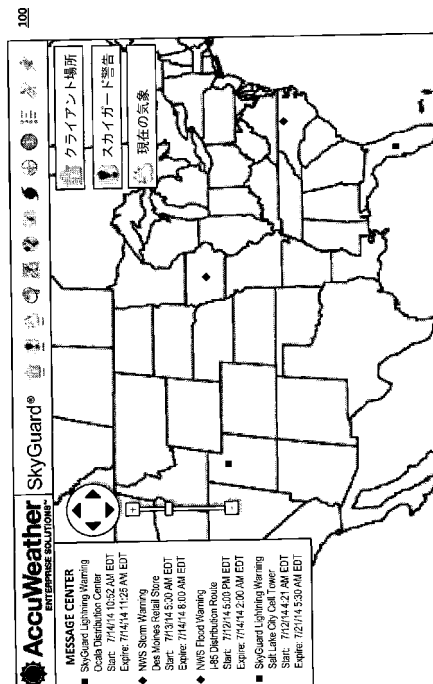 100
AccuWeather
ENTERPRISE SOLUTIONS™
SkyGuard®
MESSAGE CENTER
SkyGuard Lightning Warning
Ocala Distribution Center
Start: 7/14/14 10:52 AM EDT
Expire: 7/14/14 11:25 AM EDT
NWS Storm Warning
Des Moines Retail Store
Start: 7/13/14 5:30 AM EDT
Expire: 7/14/14 8:00 AM EDT
NWS Flood Warning
I-85 Distribution Route
Start: 7/12/14 5:00 PM EDT
Expire: 7/14/14 2:00 AM EDT
SkyGuard Lightning Warning
Salt Lake City Cell Tower
Start: 7/12/14 4:21 AM EDT
Expire: 7/21/14 5:30 AM EDT
クライアント場所
スカイガード警告
現在の気象